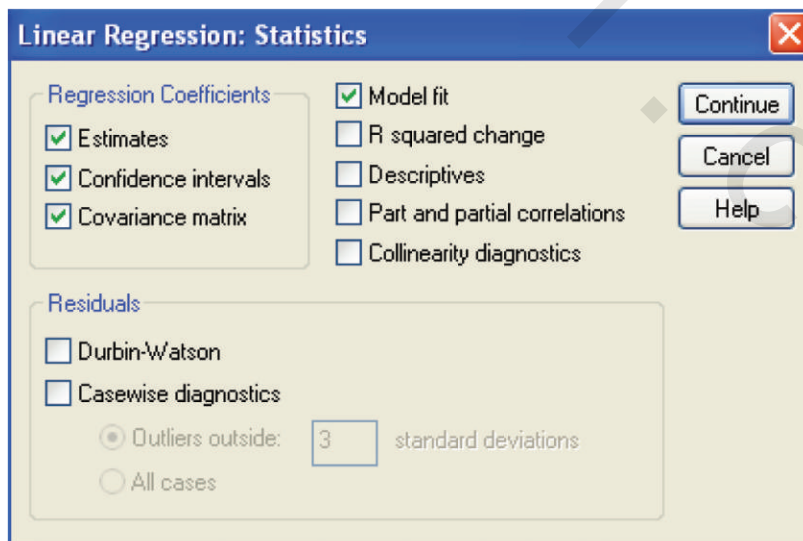 Linear Regression: Statistics
Regression Coefficients
Estimates
Confidence intervals
Covariance matrix
Model fit
R squared change
Descriptives
Part and partial correlations
Collinearity diagnostics
Continue
Cancel
Help
Residuals
Durbin-Watson
Casewise diagnostics
Outliers outside: 3 standard deviations
All cases